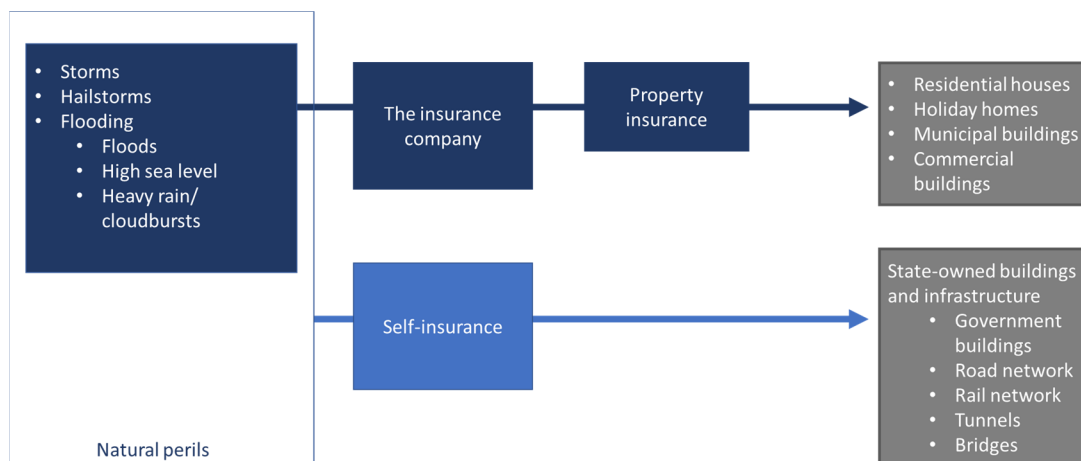 • Storms
• Hailstorms
• Flooding
• Floods
• High sea level
• Heavy rain/
cloudbursts
Natural perils
The insurance
company
Property
insurance
• Residential houses
• Holiday homes
• Municipal buildings
• Commercial
buildings
Self-insurance
State-owned buildings
and infrastructure
• Government
buildings
• Road network
• Rail network
• Tunnels
• Bridges